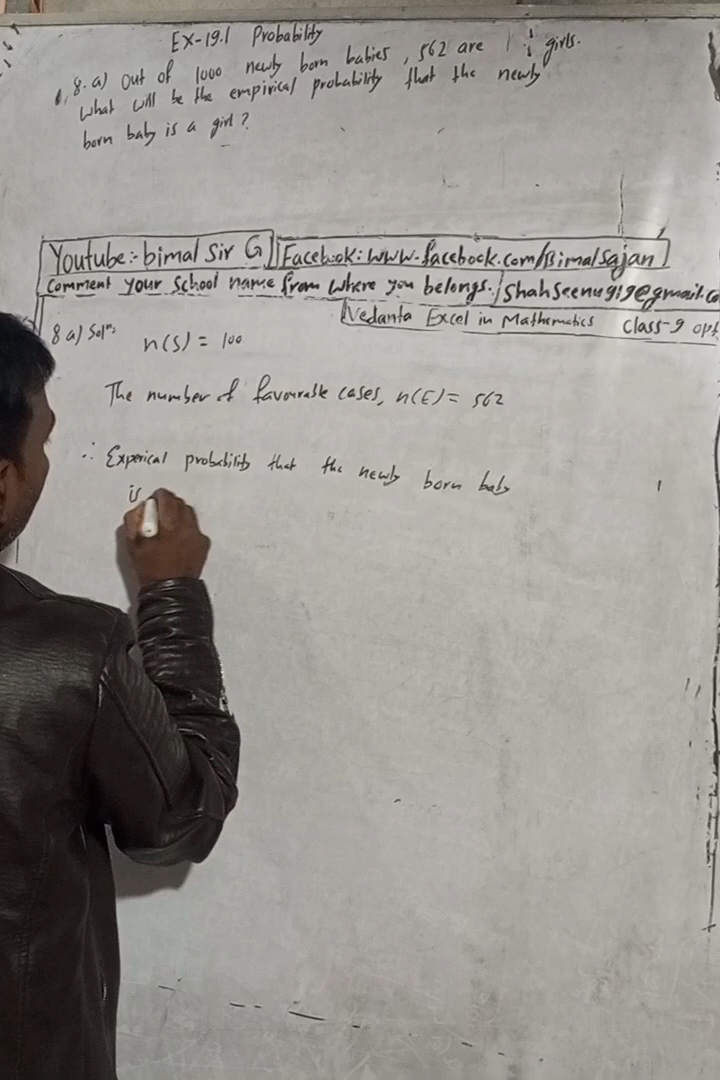 EX-19.1 Probability
8. a) Out of 1000 newly born babies, 562 are girls.
What will be the empirical probability that the newly
born baby is a girl?
Youtube:- bimal Sir G Facebook: www.facebook.com/Bimalsajan
Comment your School name from where you belongs.
Vedanta Excel in Mathematics Class-9 opt
8 a) Solⁿ:
n(S) = 100
The number of favourable cases, n(E) = 562
∴ Experical probability that the newly born baby
is